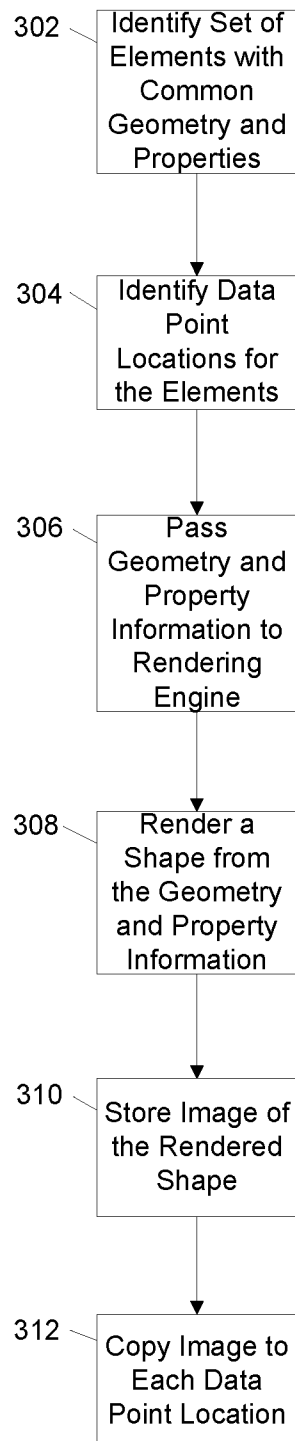 302
Identify Set of
Elements with
Common
Geometry and
Properties
304
Identify Data
Point
Locations for
the Elements
306
Pass
Geometry and
Property
Information to
Rendering
Engine
308
Render a
Shape from
the Geometry
and Property
Information
310
Store Image of
the Rendered
Shape
312
Copy Image to
Each Data
Point Location